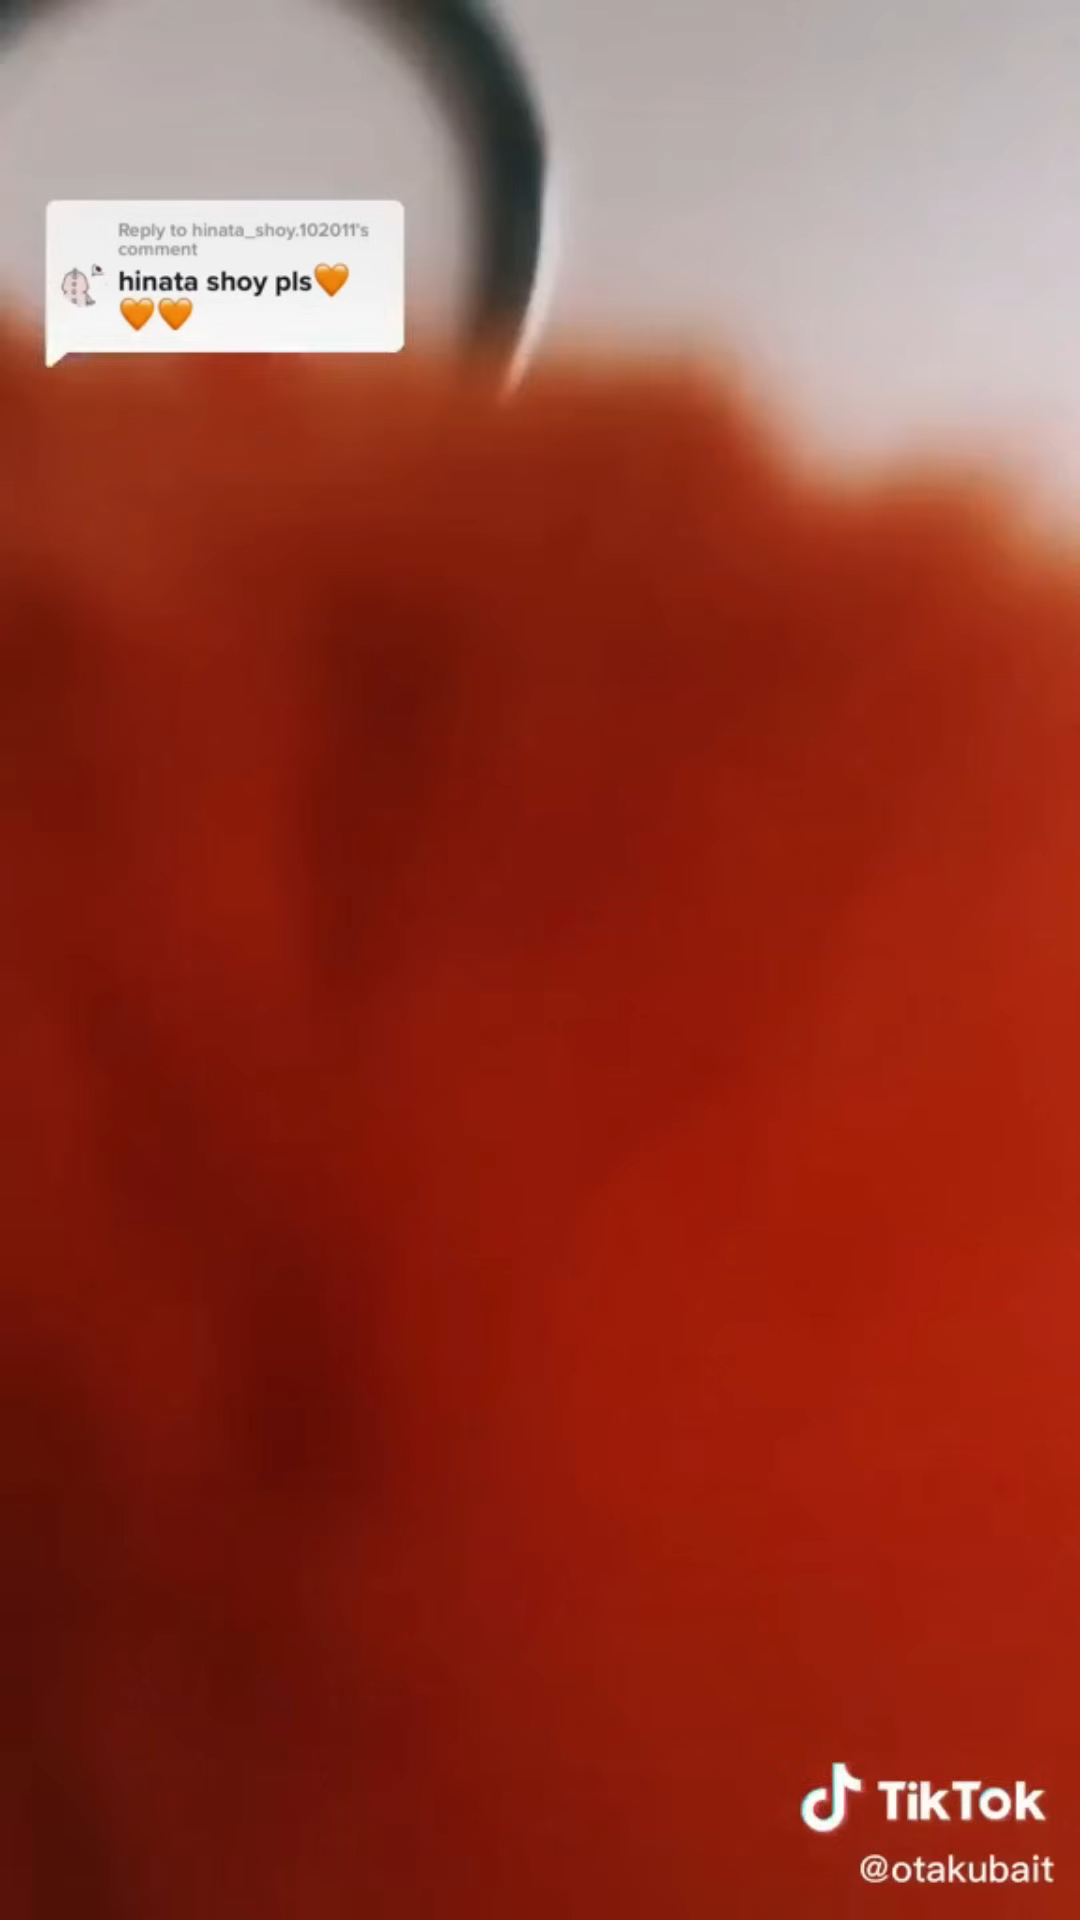 Reply to hinata_shoy.102011's
comment
hinata shoy pls🧡
🧡🧡
TikTok
@otakubait